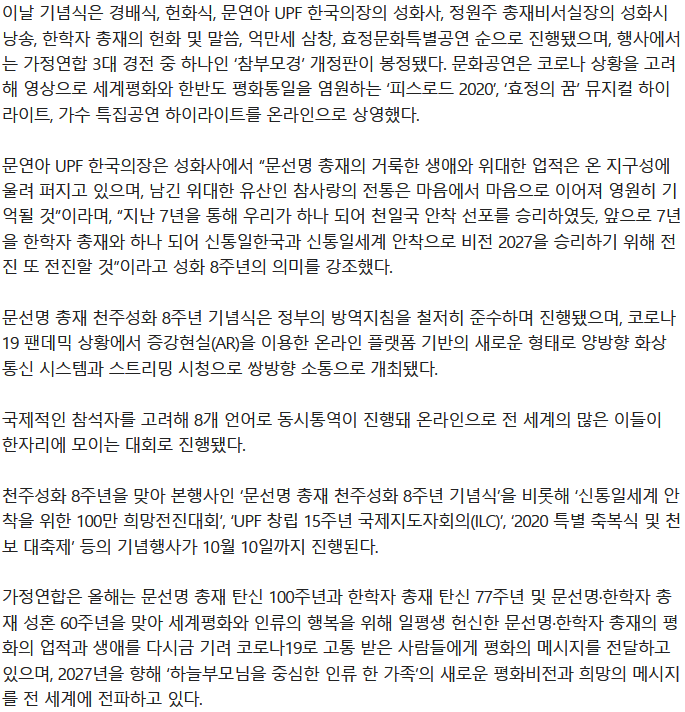 이날 기념식은 경배식, 헌화식, 문연아 UPF 한국의장의 성화사, 정원주 총재비서실장의 성화시
낭송, 한학자 총재의 헌화 및 말씀, 억만세 삼창, 효정문화특별공연 순으로 진행됐으며, 행사에서
는 가정연합 3대 경전 중 하나인 ‘참부모경’ 개정판이 봉정됐다. 문화공연은 코로나 상황을 고려
해 영상으로 세계평화와 한반도 평화통일을 염원하는 ‘피스로드 2020’, ‘효정의 꿈‘ 뮤지컬 하이
라이트, 가수 특집공연 하이라이트를 온라인으로 상영했다.
문연아 UPF 한국의장은 성화사에서 “문선명 총재의 거룩한 생애와 위대한 업적은 온 지구성에
울려 퍼지고 있으며, 남긴 위대한 유산인 참사랑의 전통은 마음에서 마음으로 이어져 영원히 기
억될 것”이라며, “지난 7년을 통해 우리가 하나 되어 천일국 안착 선포를 승리하였듯, 앞으로 7년
을 한학자 총재와 하나 되어 신통일한국과 신통일세계 안착으로 비전 2027을 승리하기 위해 전
진 또 전진할 것”이라고 성화 8주년의 의미를 강조했다.
문선명 총재 천주성화 8주년 기념식은 정부의 방역지침을 철저히 준수하며 진행됐으며, 코로나
19 팬데믹 상황에서 증강현실(AR)을 이용한 온라인 플랫폼 기반의 새로운 형태로 양방향 화상
통신 시스템과 스트리밍 시청으로 쌍방향 소통으로 개최됐다.
국제적인 참석자를 고려해 8개 언어로 동시통역이 진행돼 온라인으로 전 세계의 많은 이들이
한자리에 모이는 대회로 진행됐다.
천주성화 8주년을 맞아 본행사인 ‘문선명 총재 천주성화 8주년 기념식’을 비롯해 ‘신통일세계 안
착을 위한 100만 희망전진대회’, ‘UPF 창립 15주년 국제지도자회의(ILC)’, ‘2020 특별 축복식 및 천
보 대축제’ 등의 기념행사가 10월 10일까지 진행된다.
가정연합은 올해는 문선명 총재 탄신 100주년과 한학자 총재 탄신 77주년 및 문선명·한학자 총
재 성혼 60주년을 맞아 세계평화와 인류의 행복을 위해 일평생 헌신한 문선명·한학자 총재의 평
화의 업적과 생애를 다시금 기려 코로나19로 고통 받은 사람들에게 평화의 메시지를 전달하고
있으며, 2027년을 향해 ‘하늘부모님을 중심한 인류 한 가족’의 새로운 평화비전과 희망의 메시지
를 전 세계에 전파하고 있다.